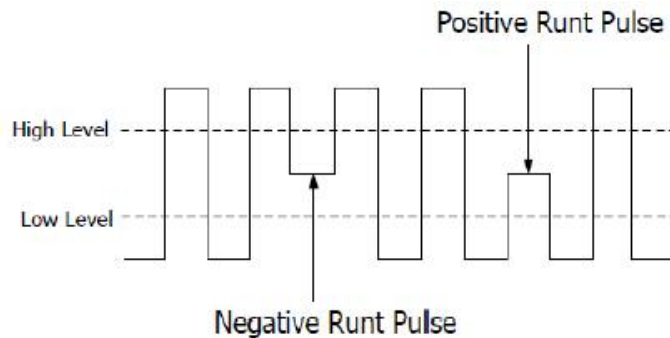 Positive Runt Pulse
High Level
Low Level
Negative Runt Pulse